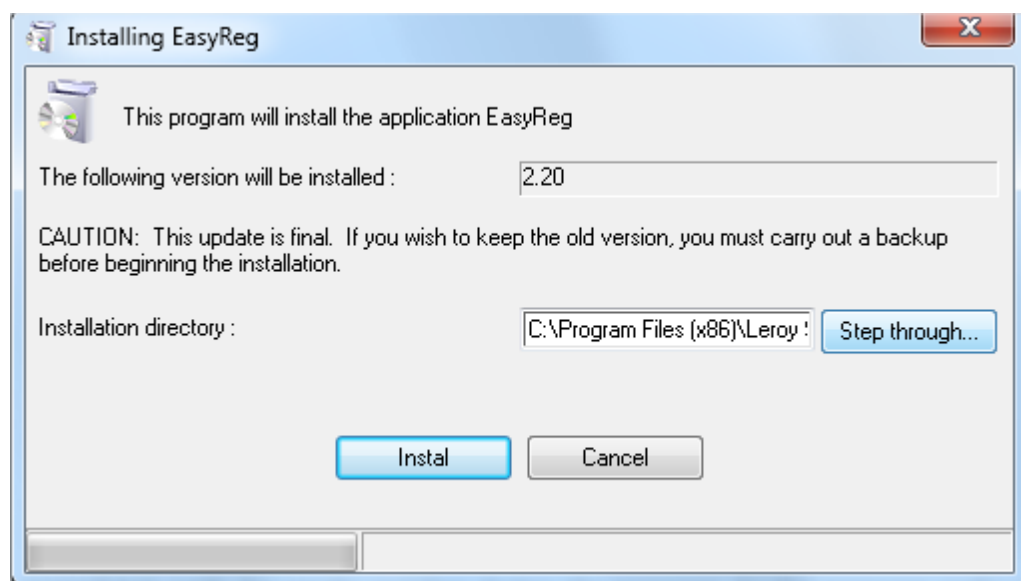 Installing EasyReg
This program will install the application EasyReg
The following version will be installed :
2.20
CAUTION:  This update is final.  If you wish to keep the old version, you must carry out a backup
before beginning the installation.
Installation directory :
C:\Program Files (x86)\Leroy
Step through...
Instal
Cancel